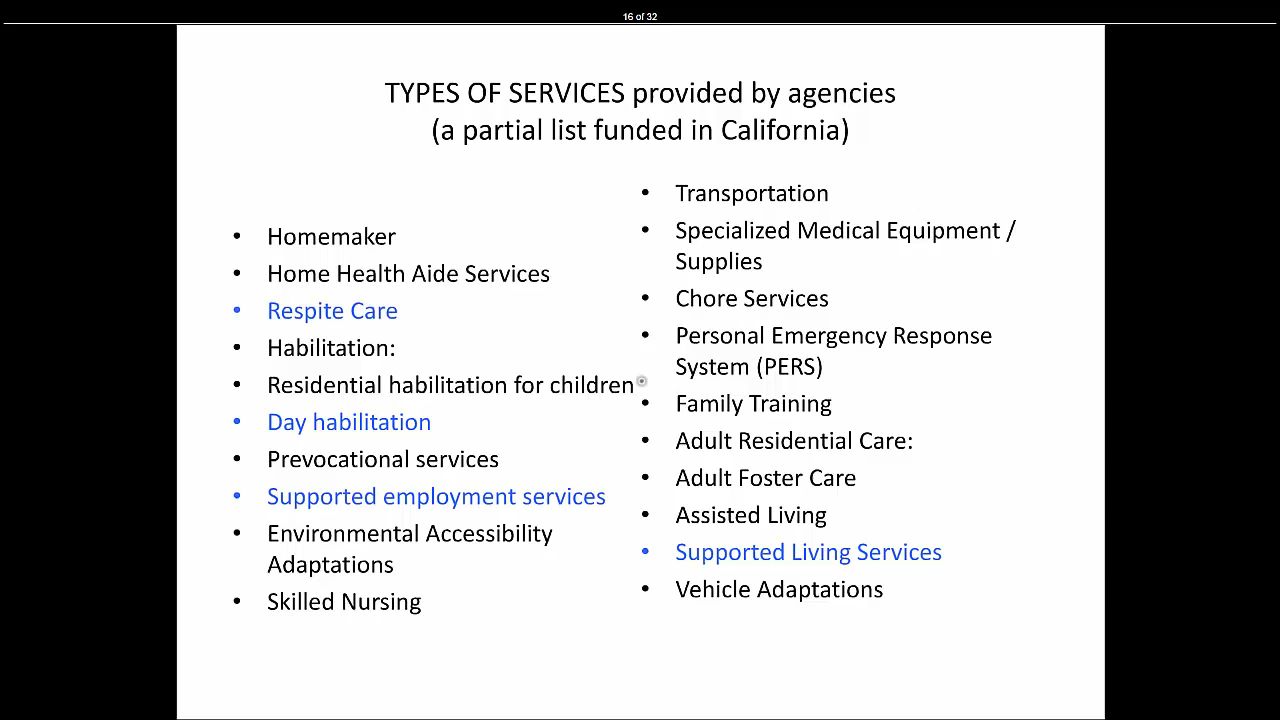 16 of 32
TYPES OF SERVICES provided by agencies
(a partial list funded in California)
• Homemaker
• Home Health Aide Services
• Respite Care
• Habilitation:
• Residential habilitation for children
• Day habilitation
• Prevocational services
• Supported employment services
• Environmental Accessibility
Adaptations
• Skilled Nursing
• Transportation
• Specialized Medical Equipment /
Supplies
• Chore Services
• Personal Emergency Response
System (PERS)
• Family Training
• Adult Residential Care:
• Adult Foster Care
• Assisted Living
• Supported Living Services
• Vehicle Adaptations